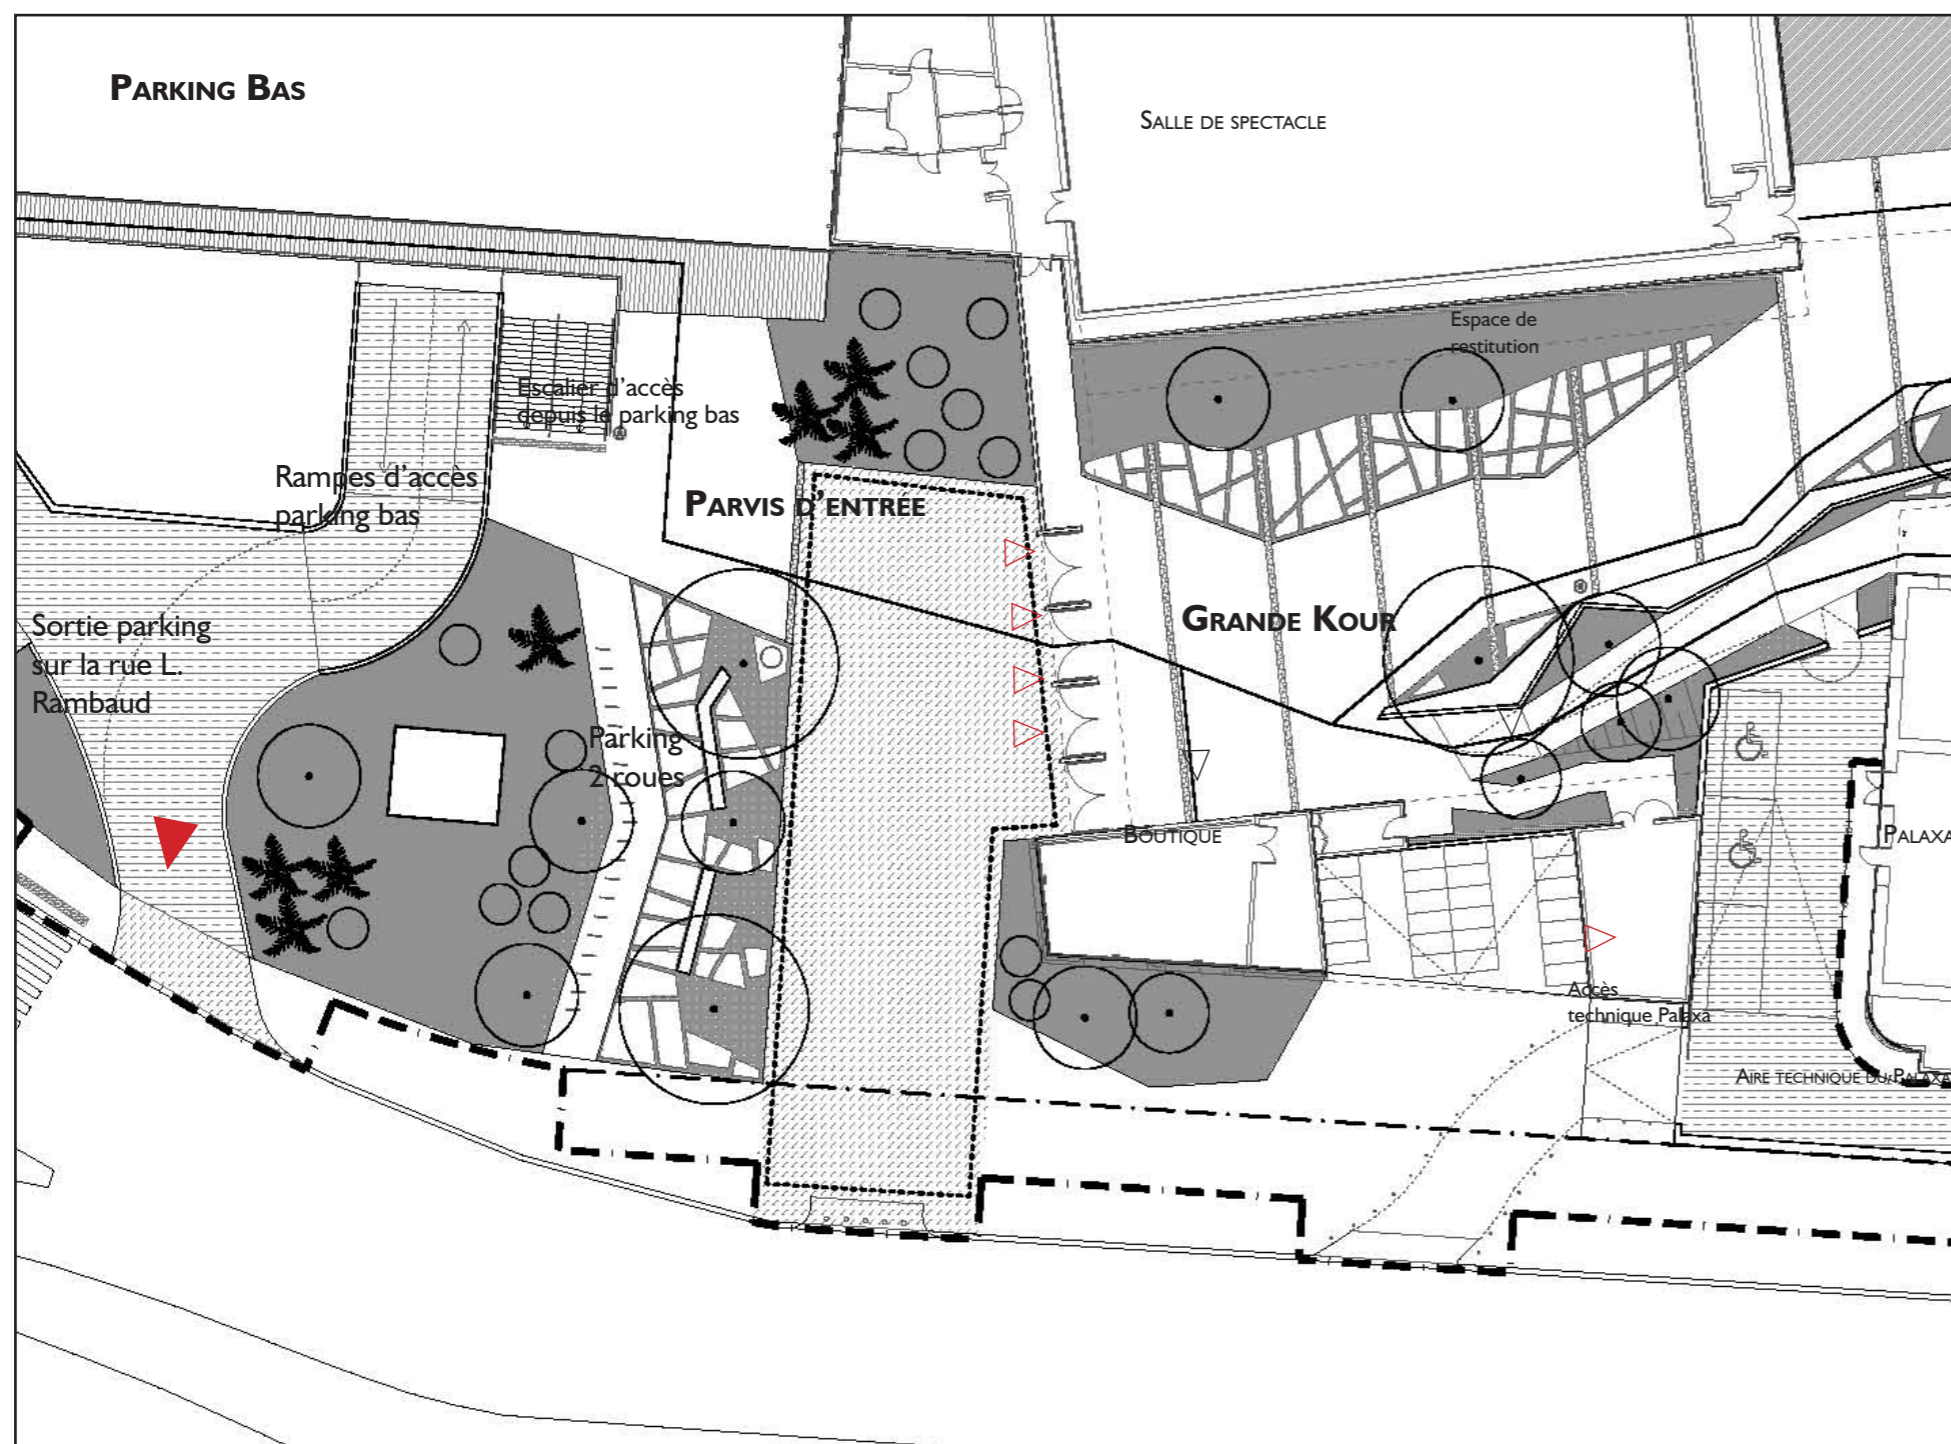 Parking Bas
Salle de spectacle
Espace de
restitution
Escalier d'accès
depuis le parking bas
Rampes d'accès
parking bas
Parvis d'entrée
Grande Kour
Sortie parking
sur la rue L.
Rambaud
Parking
2 roues
Boutique
Palaxa
Accès
technique Palaxa
Aire technique du Palaxa